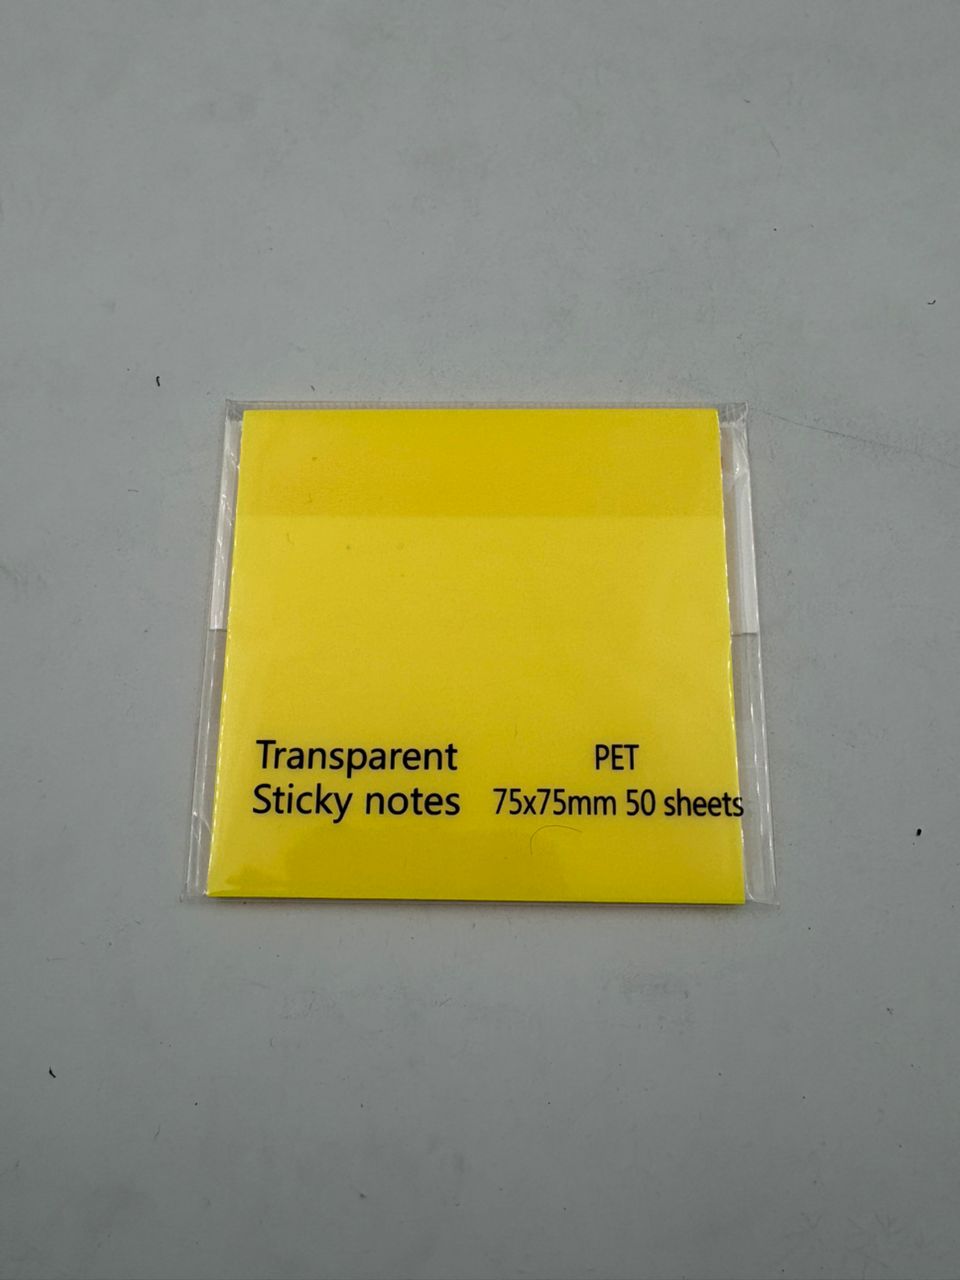 Transparent
Sticky notes
PET
75x75mm 50 sheets